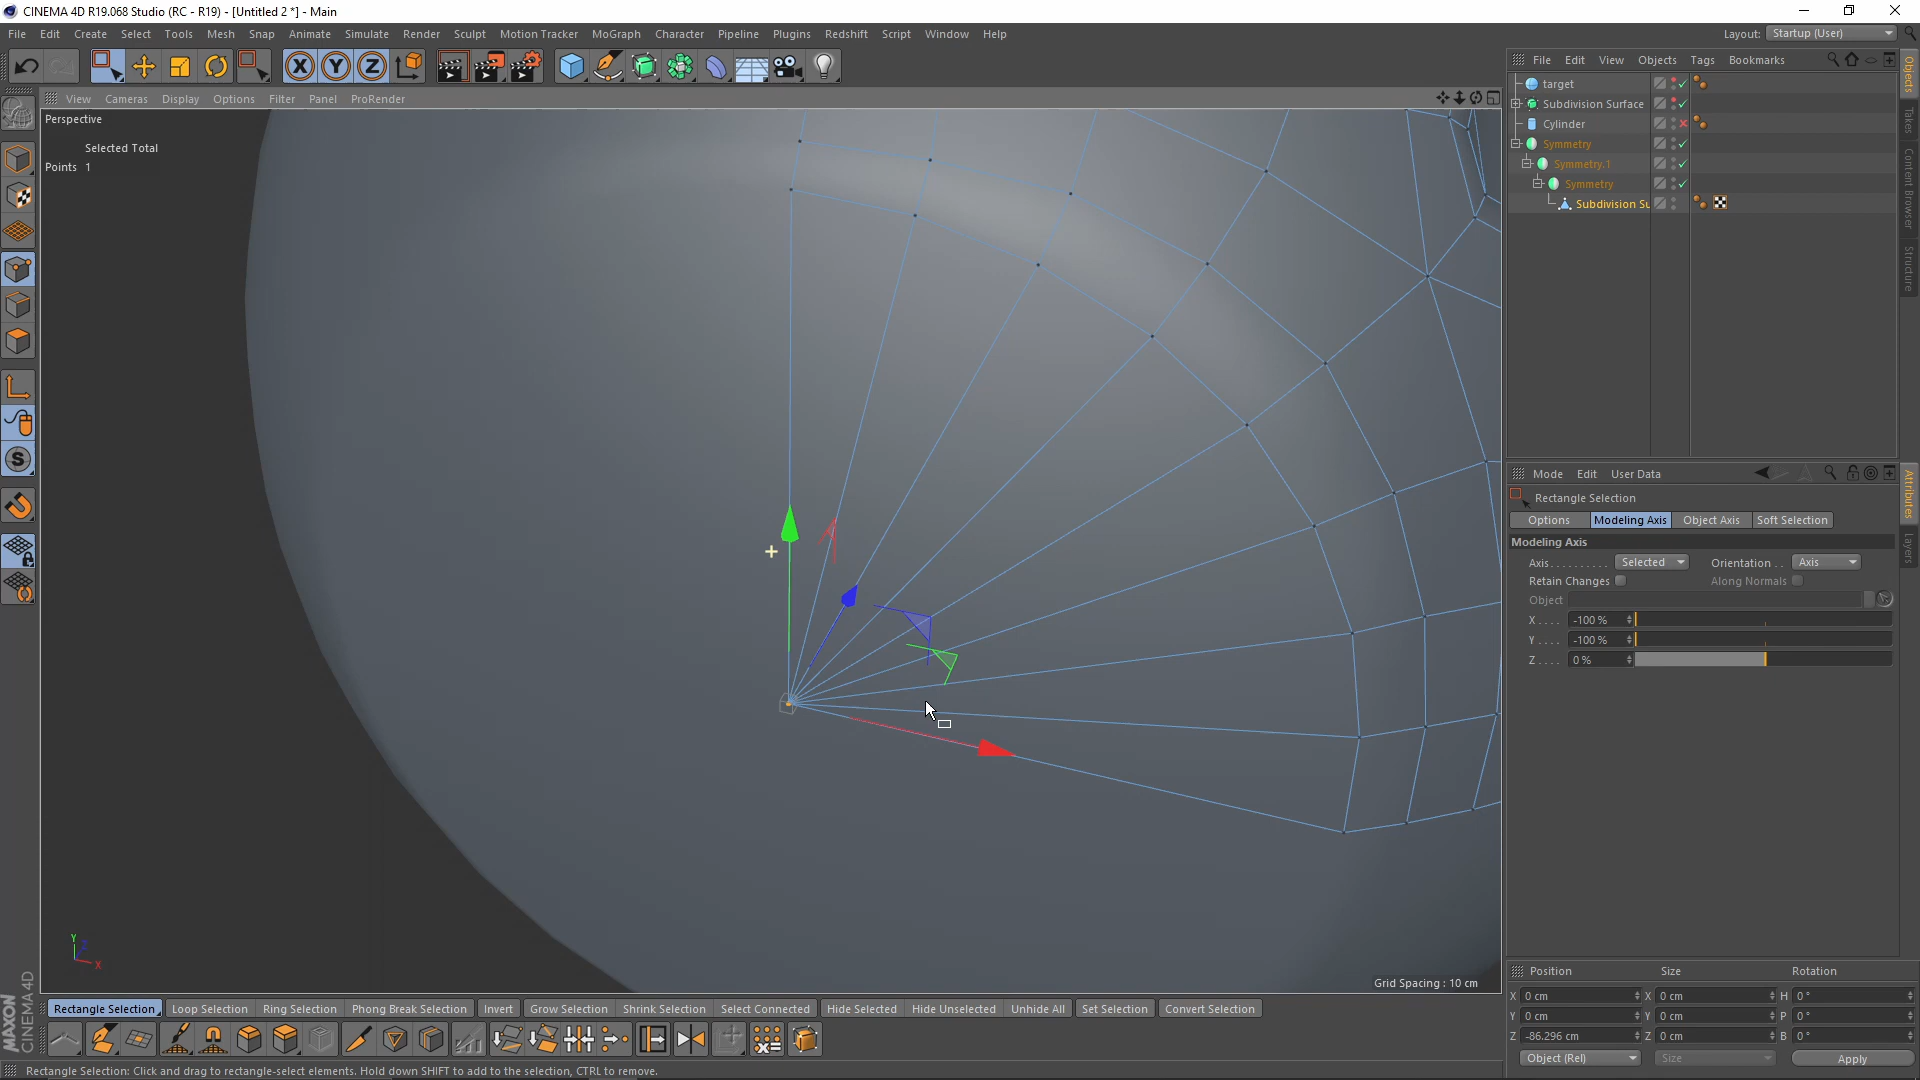 CINEMA 4D R19.068 Studio (RC - R19) - [Untitled 2 *] - Main
File Edit Create Select Tools Mesh Snap Animate Simulate Render Sculpt Motion Tracker MoGraph Character Pipeline Plugins Redshift Script Window Help
Layout: Startup (User)
View Cameras Display Options Filter Panel ProRender
Perspective
Selected Total
Points 1
File Edit View Objects Tags Bookmarks
target
Subdivision Surface
Cylinder
Symmetry
Symmetry.1
Symmetry
Subdivision Su
Objects
Takes
Content Browser
Structure
Mode Edit User Data
Rectangle Selection
Options Modeling Axis Object Axis Soft Selection
Modeling Axis
Axis.......... Selected Orientation . . Axis
Retain Changes Along Normals
Object
X . . . . -100 %
Y . . . . -100 %
Z . . . . 0 %
Attributes
Layers
Y
Z
X
Grid Spacing : 10 cm
Position Size Rotation
X 0 cm X 0 cm H 0 °
Y 0 cm Y 0 cm P 0 °
Z -86.296 cm Z 0 cm B 0 °
Object (Rel) Size Apply
Rectangle Selection Loop Selection Ring Selection Phong Break Selection Invert Grow Selection Shrink Selection Select Connected Hide Selected Hide Unselected Unhide All Set Selection Convert Selection
MAXON
CINEMA 4D
Rectangle Selection: Click and drag to rectangle-select elements. Hold down SHIFT to add to the selection, CTRL to remove.